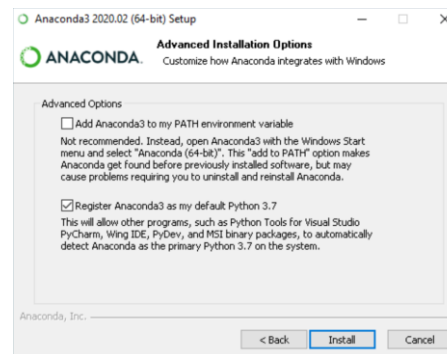 Anaconda3 2020.02 (64-bit) Setup
ANACONDA.
Advanced Installation Options
Customize how Anaconda integrates with Windows
Advanced Options
Add Anaconda3 to my PATH environment variable
Not recommended. Instead, open Anaconda3 with the Windows Start
menu and select "Anaconda (64-bit)". This "add to PATH" option makes
Anaconda get found before previously installed software, but may
cause problems requiring you to uninstall and reinstall Anaconda.
Register Anaconda3 as my default Python 3.7
This will allow other programs, such as Python Tools for Visual Studio
PyCharm, Wing IDE, PyDev, and MSI binary packages, to automatically
detect Anaconda as the primary Python 3.7 on the system.
Anaconda, Inc.
< Back
Install
Cancel